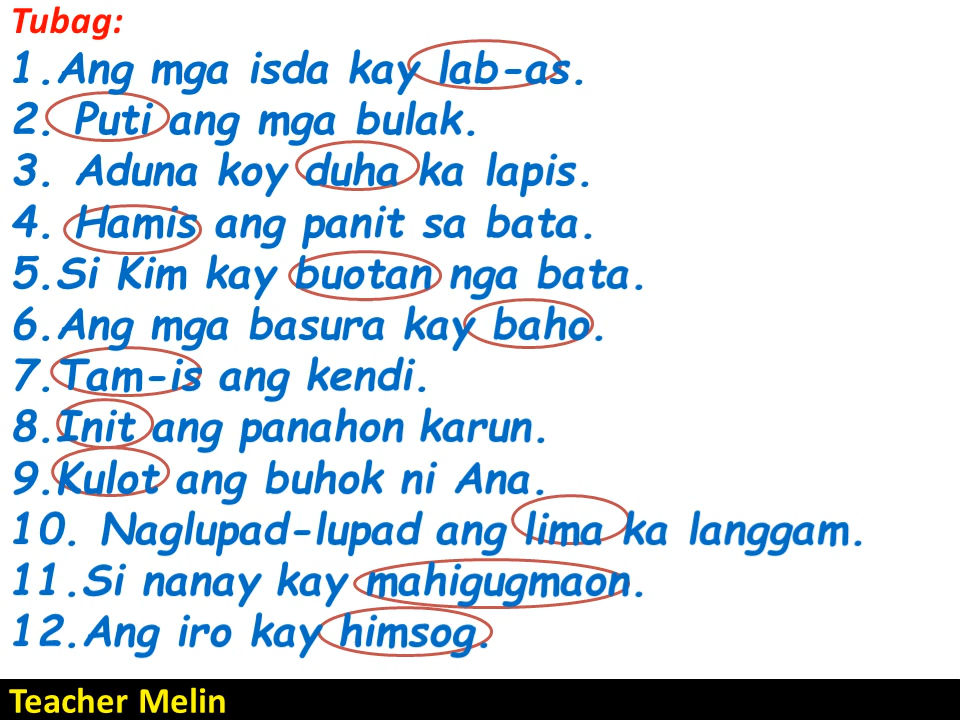 Tubag:
1.Ang mga isda kay lab-as.
2. Puti ang mga bulak.
3. Aduna koy duha ka lapis.
4. Hamis ang panit sa bata.
5.Si Kim kay buotan nga bata.
6.Ang mga basura kay baho.
7.Tam-is ang kendi.
8.Init ang panahon karun.
9.Kulot ang buhok ni Ana.
10. Naglupad-lupad ang lima ka langgam.
11.Si nanay kay mahigugmaon.
12.Ang iro kay himsog.
Teacher Melin